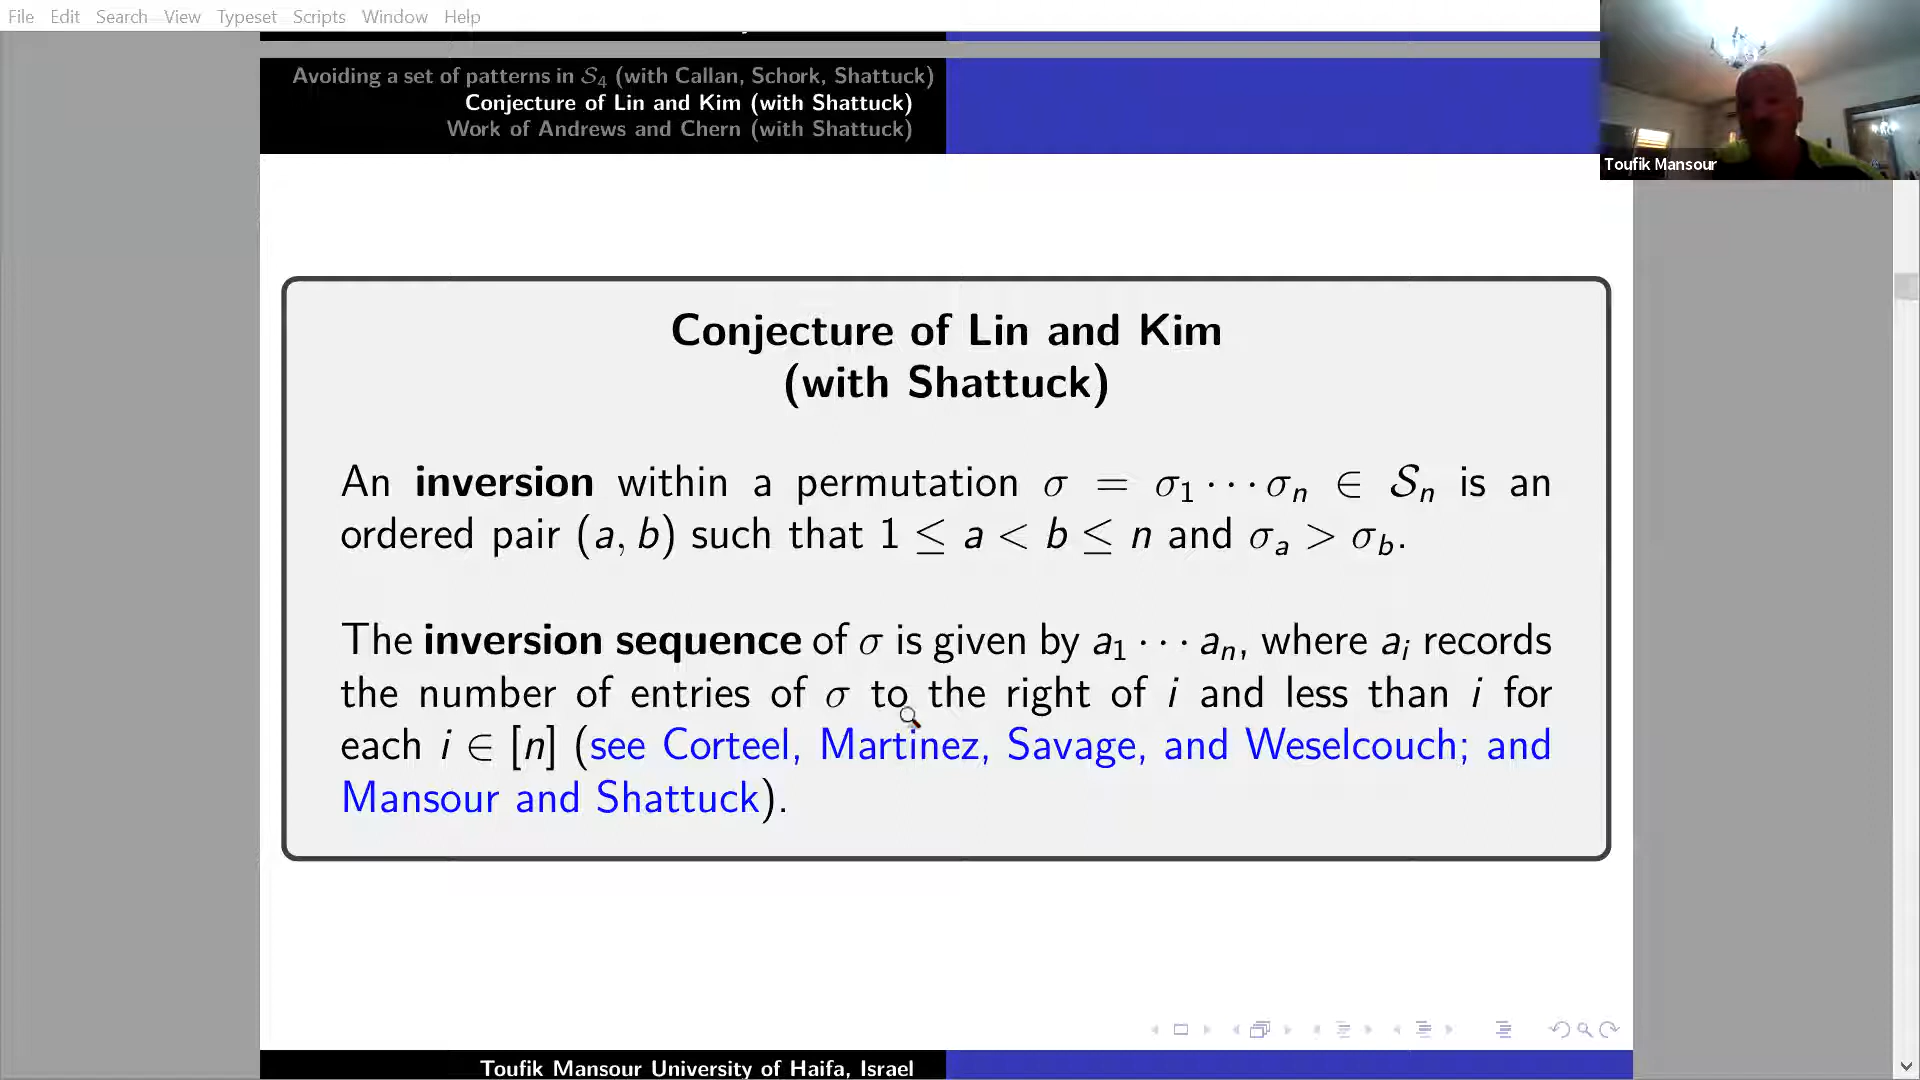 File Edit Search View Typeset Scripts Window Help
Avoiding a set of patterns in 𝒮₄ (with Callan, Schork, Shattuck)
Conjecture of Lin and Kim (with Shattuck)
Work of Andrews and Chern (with Shattuck)
Toufik Mansour
Conjecture of Lin and Kim
(with Shattuck)
An inversion within a permutation σ = σ₁ · · · σₙ ∈ 𝒮ₙ is an
ordered pair (a, b) such that 1 ≤ a < b ≤ n and σₐ > σ_b.
The inversion sequence of σ is given by a₁ · · · aₙ, where aᵢ records
the number of entries of σ to the right of i and less than i for
each i ∈ [n] (see Corteel, Martinez, Savage, and Weselcouch; and
Mansour and Shattuck).
Toufik Mansour University of Haifa, Israel